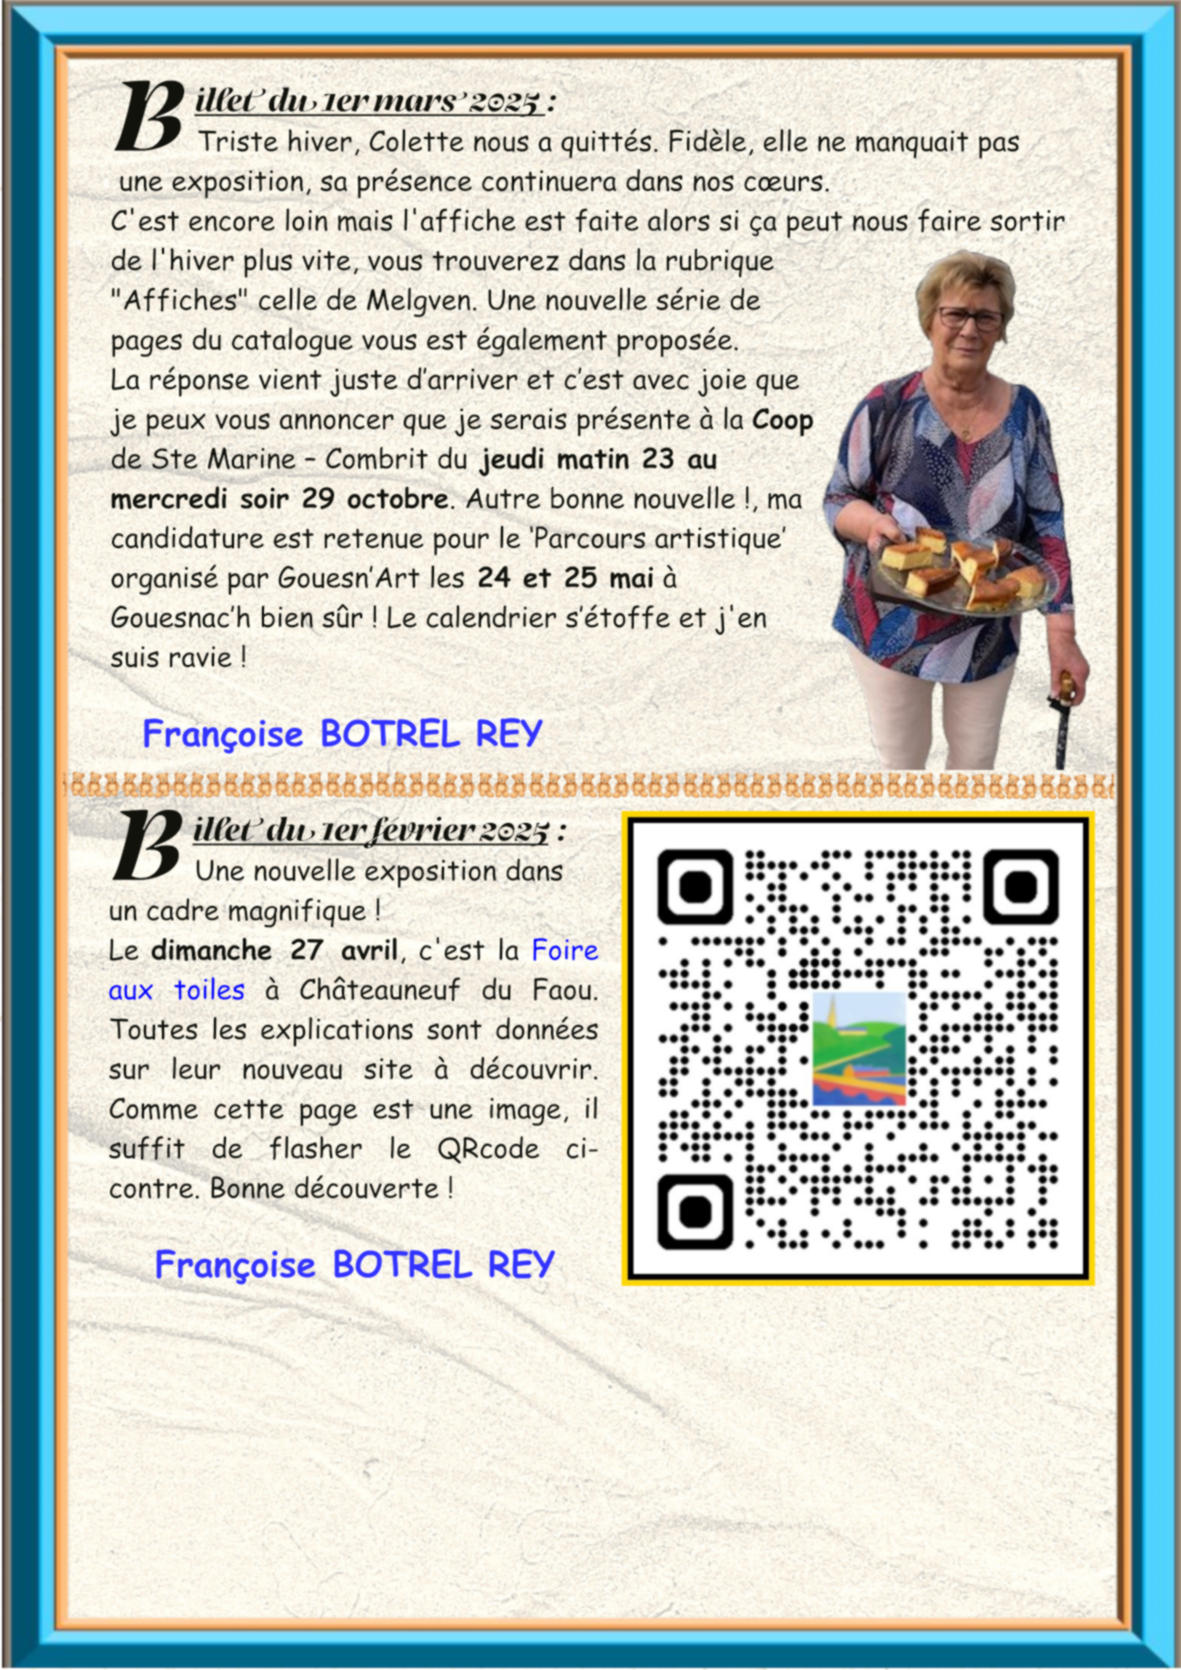 Billet du 1er mars 2025 :
Triste hiver, Colette nous a quittés. Fidèle, elle ne manquait pas
une exposition, sa présence continuera dans nos cœurs.
C'est encore loin mais l'affiche est faite alors si ça peut nous faire sortir
de l'hiver plus vite, vous trouverez dans la rubrique
"Affiches" celle de Melgven. Une nouvelle série de
pages du catalogue vous est également proposée.
La réponse vient juste d’arriver et c’est avec joie que
je peux vous annoncer que je serais présente à la Coop
de Ste Marine – Combrit du jeudi matin 23 au
mercredi soir 29 octobre. Autre bonne nouvelle !, ma
candidature est retenue pour le ‘Parcours artistique’
organisé par Gouesn’Art les 24 et 25 mai à
Gouesnac’h bien sûr ! Le calendrier s’étoffe et j'en
suis ravie !
Françoise BOTREL REY
Billet du 1er février 2025 :
Une nouvelle exposition dans
un cadre magnifique !
Le dimanche 27 avril, c'est la Foire
aux toiles à Châteauneuf du Faou.
Toutes les explications sont données
sur leur nouveau site à découvrir.
Comme cette page est une image, il
suffit de flasher le QRcode ci-
contre. Bonne découverte !
Françoise BOTREL REY